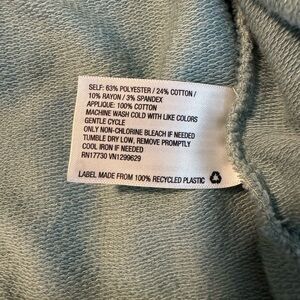 SELF: 63% POLYESTER / 24% COTTON /
10% RAYON / 3% SPANDEX
APPLIQUE: 100% COTTON
MACHINE WASH COLD WITH LIKE COLORS
GENTLE CYCLE
ONLY NON-CHLORINE BLEACH IF NEEDED
TUMBLE DRY LOW, REMOVE PROMPTLY
COOL IRON IF NEEDED
RN17730 VN1299629
LABEL MADE FROM 100% RECYCLED PLASTIC